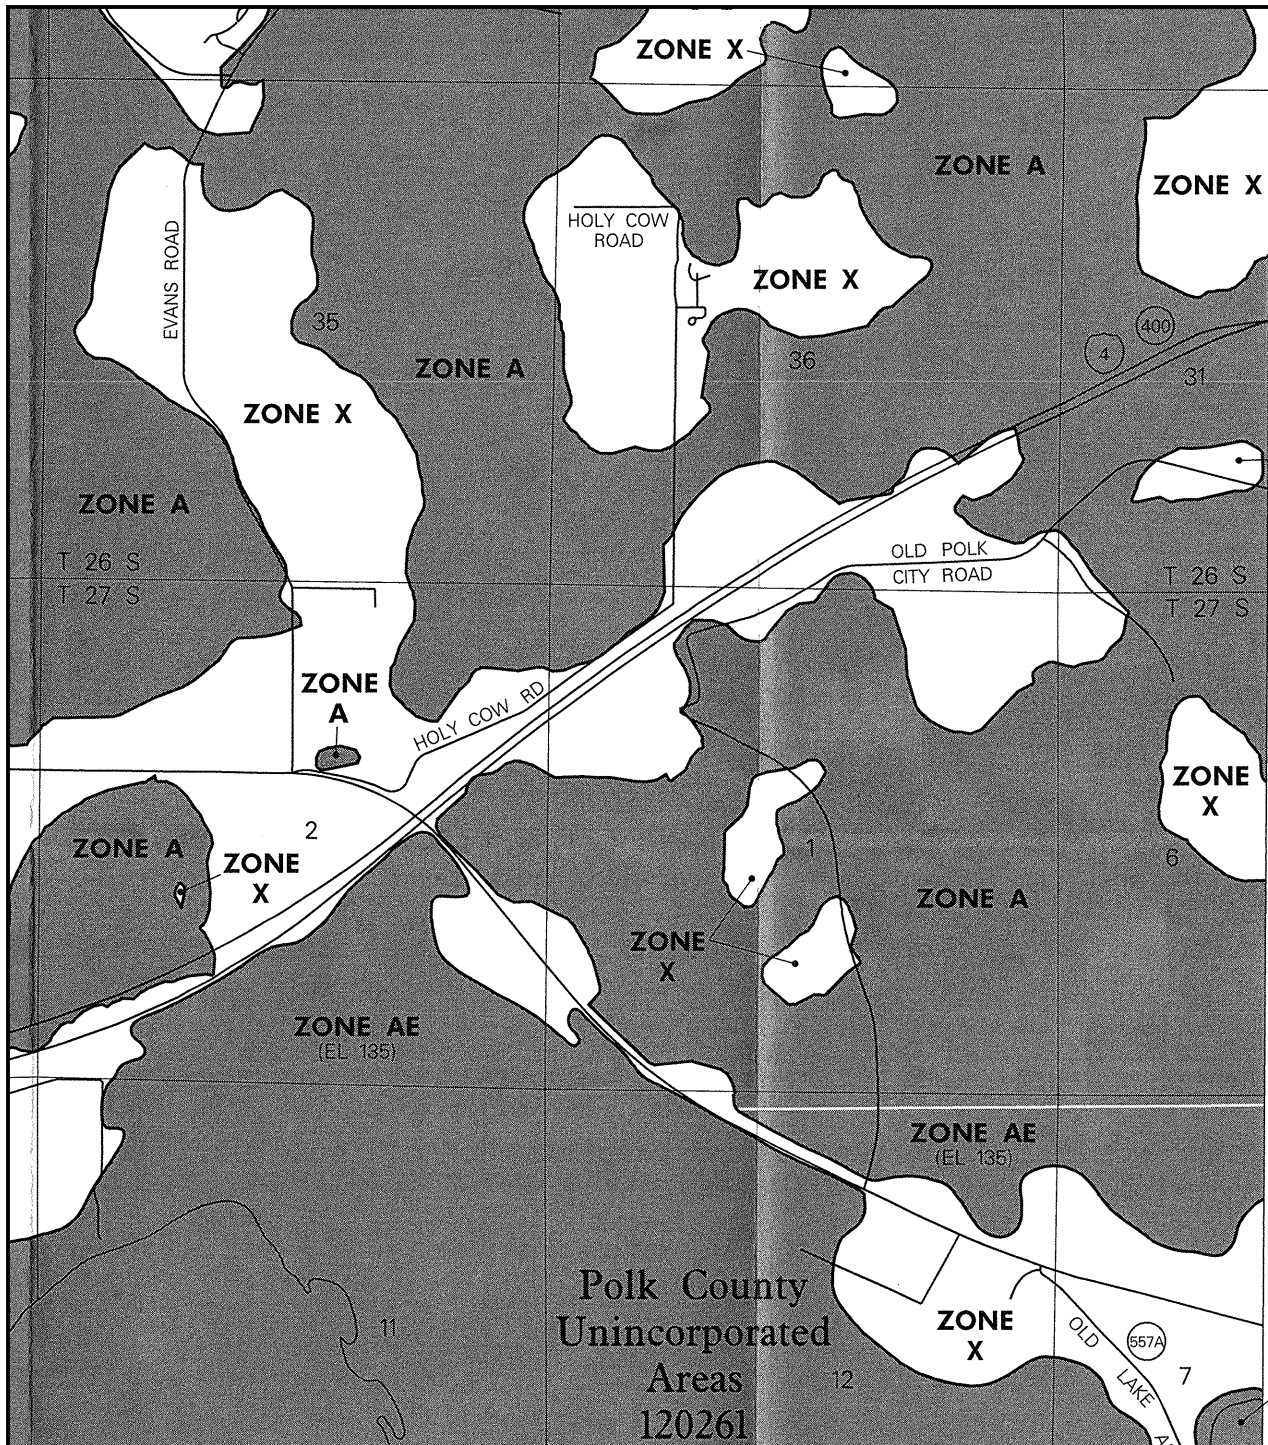 ZONE X
ZONE A
ZONE X
HOLY COW
ROAD
EVANS ROAD
ZONE X
35
36
400
4
31
ZONE A
ZONE X
ZONE A
T 26 S
T 27 S
OLD POLK
CITY ROAD
T 26 S
T 27 S
ZONE
A
HOLY COW RD
ZONE
X
2
ZONE A
ZONE
X
1
6
ZONE A
ZONE
X
ZONE AE
(EL 135)
ZONE AE
(EL 135)
Polk County
Unincorporated
Areas
120261
11
12
ZONE
X
OLD LAKE
557A
7